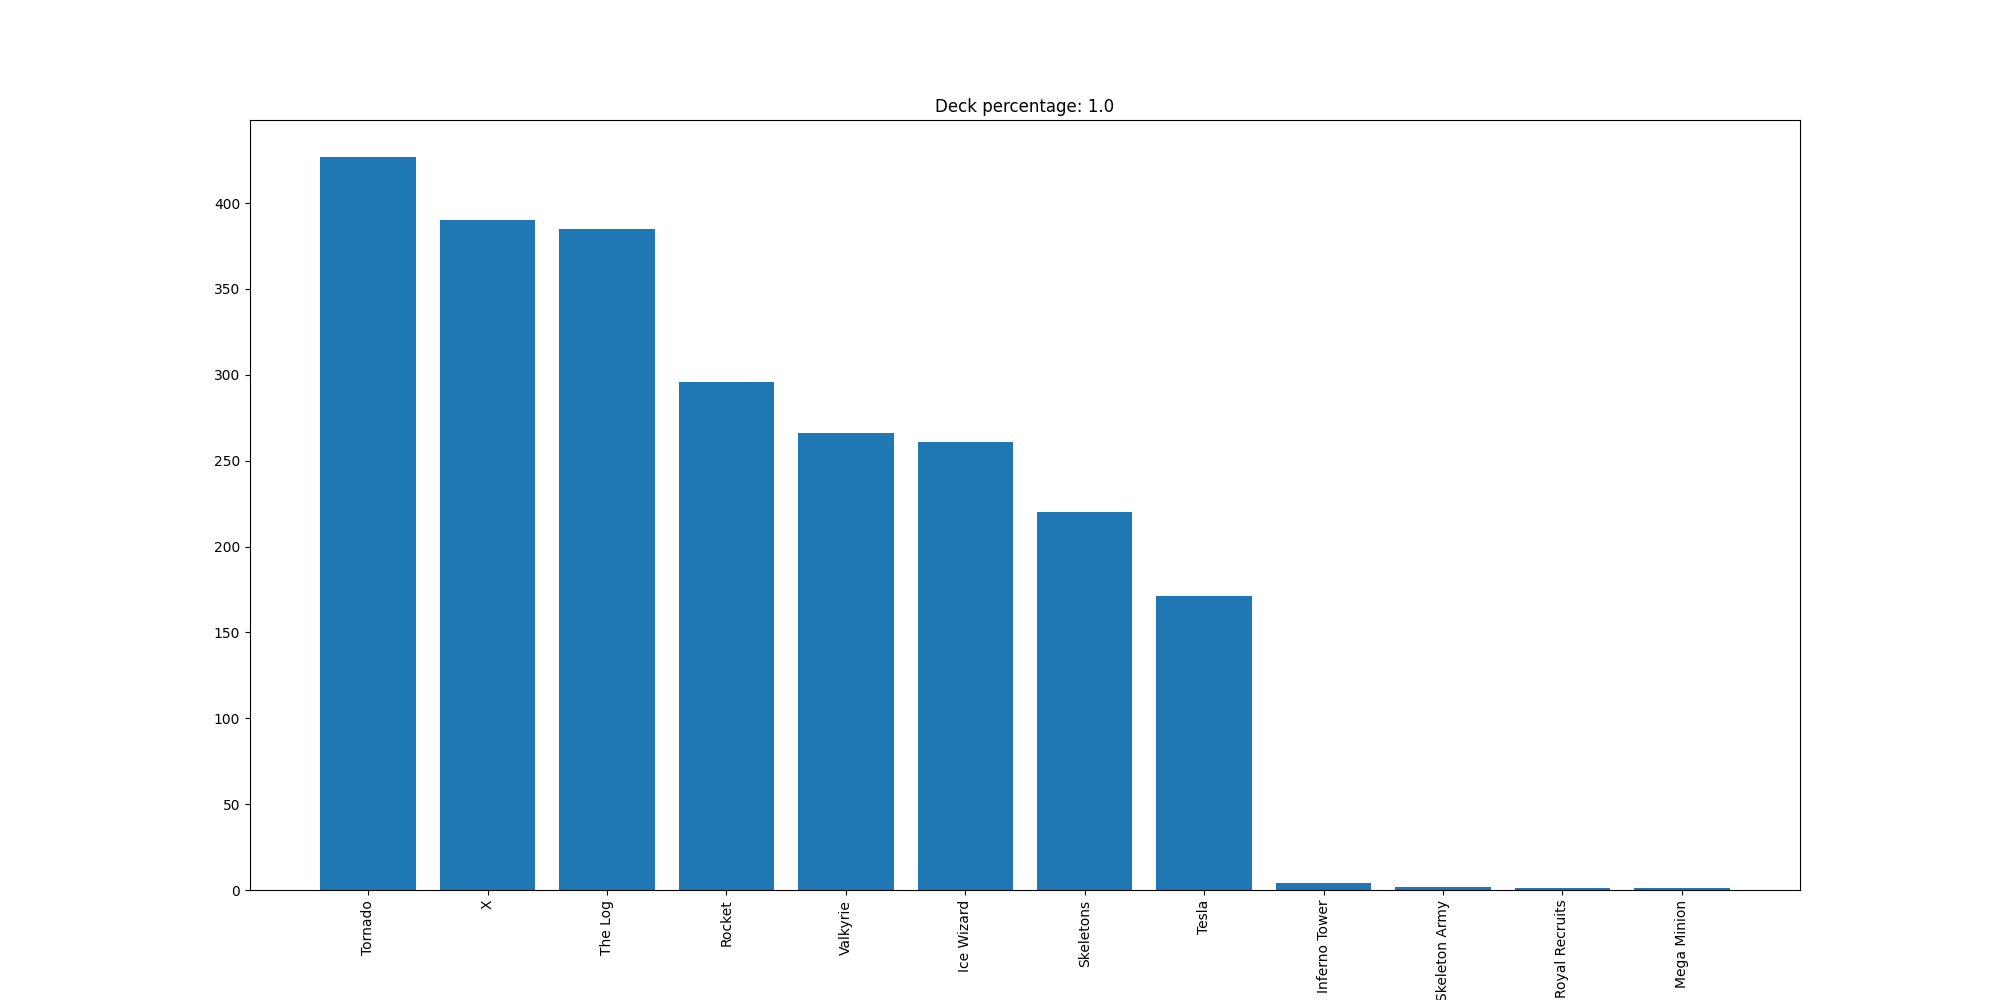 Deck percentage: 1.0
400
350
300
250
200
150
100
50
0
Tornado
X
The Log
Rocket
Valkyrie
Ice Wizard
Skeletons
Tesla
Inferno Tower
Skeleton Army
Royal Recruits
Mega Minion